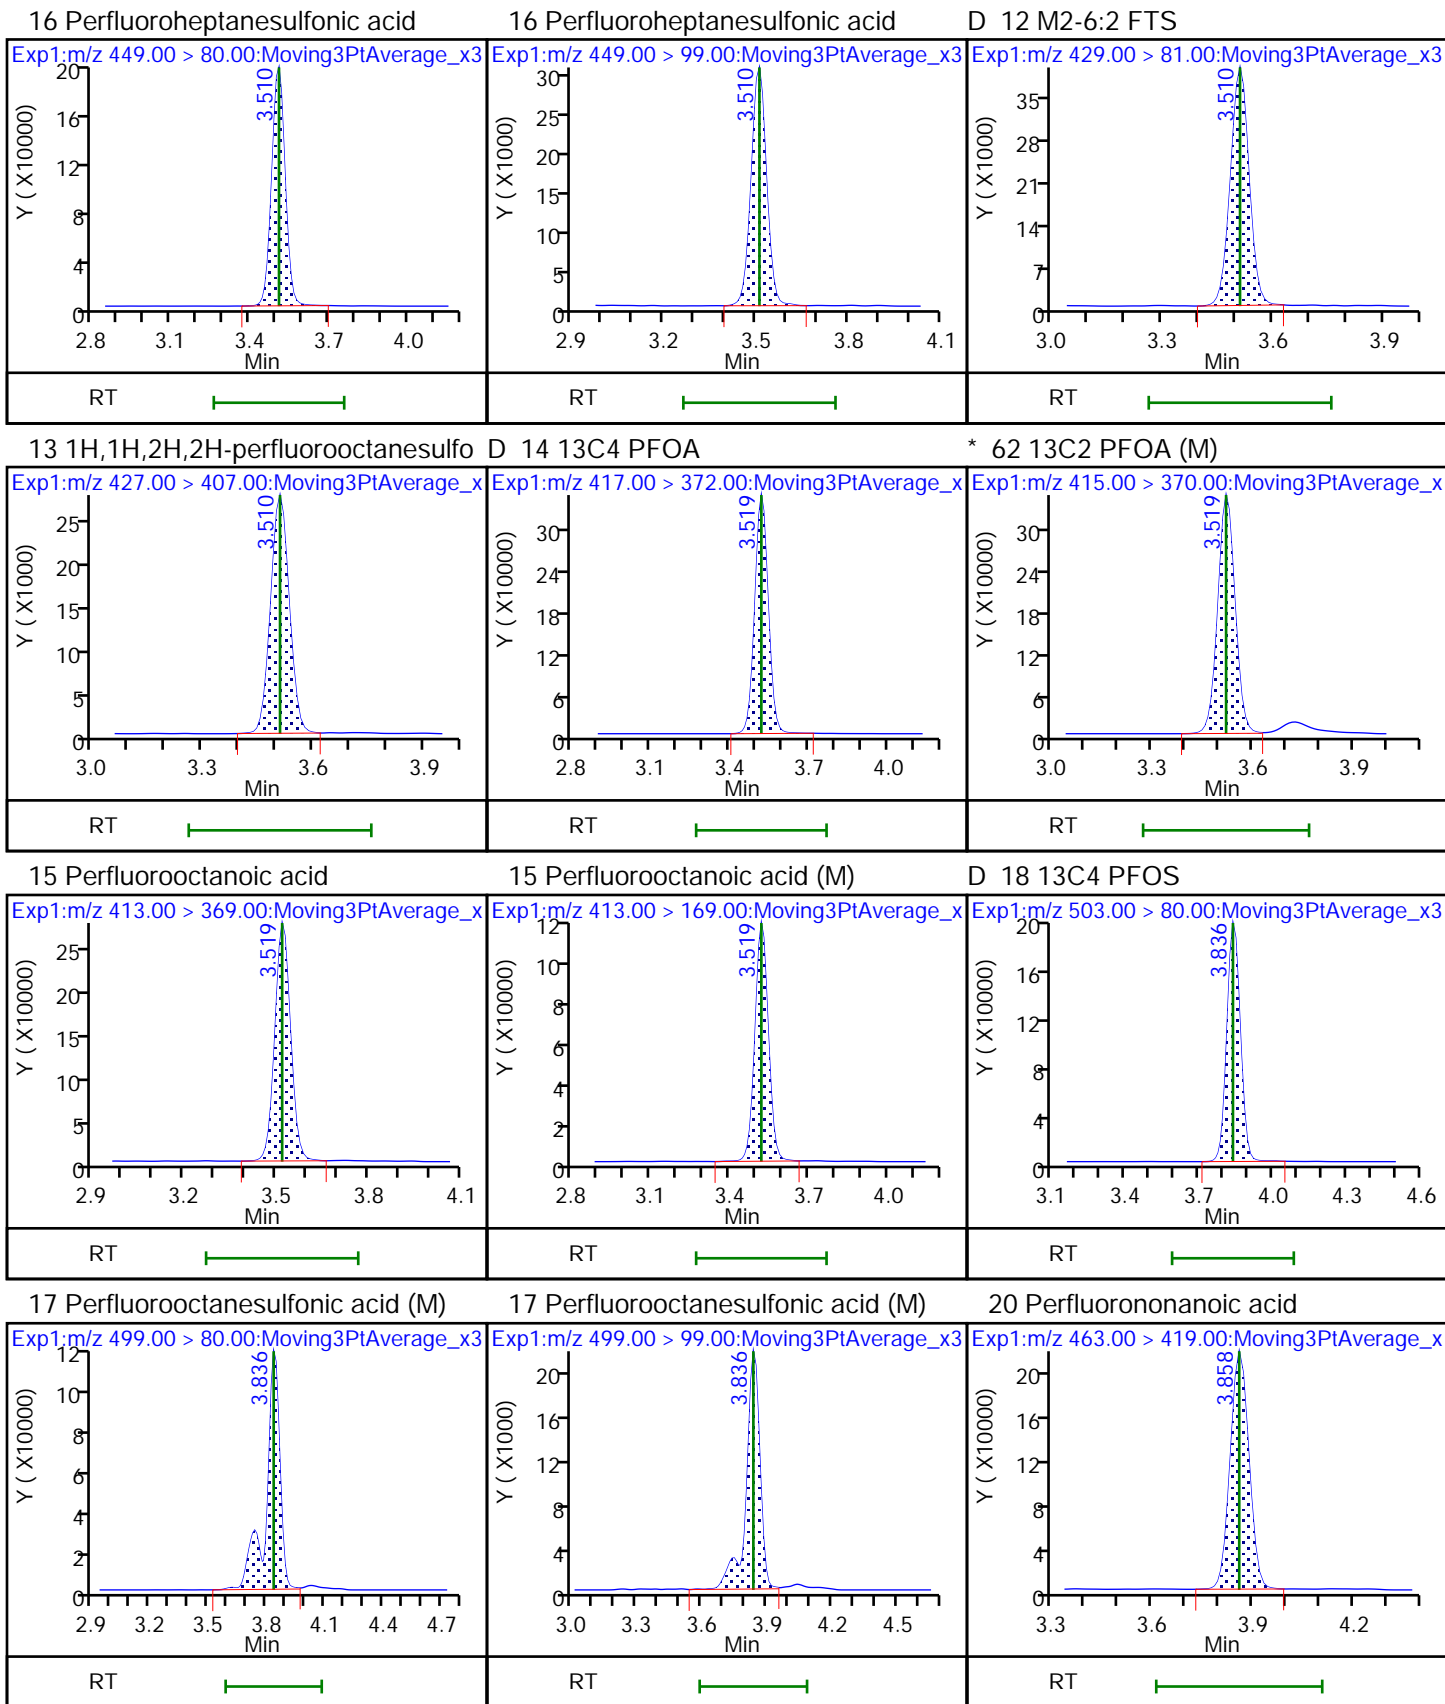 16 Perfluoroheptanesulfonic acid
Exp1:m/z 449.00 > 80.00:Moving3PtAverage_x3
3.510
Y ( X10000)
20
16
12
8
4
0
2.8 3.1 3.4 3.7 4.0
Min
RT
16 Perfluoroheptanesulfonic acid
Exp1:m/z 449.00 > 99.00:Moving3PtAverage_x3
3.510
Y ( X1000)
30
25
20
15
10
5
0
2.9 3.2 3.5 3.8 4.1
Min
RT
D 12 M2-6:2 FTS
Exp1:m/z 429.00 > 81.00:Moving3PtAverage_x3
3.510
Y ( X1000)
35
28
21
14
7
0
3.0 3.3 3.6 3.9
Min
RT
13 1H,1H,2H,2H-perfluorooctanesulfo
Exp1:m/z 427.00 > 407.00:Moving3PtAverage_x
3.510
Y ( X1000)
25
20
15
10
5
0
3.0 3.3 3.6 3.9
Min
RT
D 14 13C4 PFOA
Exp1:m/z 417.00 > 372.00:Moving3PtAverage_x
3.519
Y ( X10000)
30
24
18
12
6
0
2.8 3.1 3.4 3.7 4.0
Min
RT
* 62 13C2 PFOA (M)
Exp1:m/z 415.00 > 370.00:Moving3PtAverage_x
3.519
Y ( X10000)
30
24
18
12
6
0
3.0 3.3 3.6 3.9
Min
RT
15 Perfluorooctanoic acid
Exp1:m/z 413.00 > 369.00:Moving3PtAverage_x
3.519
Y ( X10000)
25
20
15
10
5
0
2.9 3.2 3.5 3.8 4.1
Min
RT
15 Perfluorooctanoic acid (M)
Exp1:m/z 413.00 > 169.00:Moving3PtAverage_x
3.519
Y ( X10000)
12
10
8
6
4
2
0
2.8 3.1 3.4 3.7 4.0
Min
RT
D 18 13C4 PFOS
Exp1:m/z 503.00 > 80.00:Moving3PtAverage_x3
3.836
Y ( X10000)
20
16
12
8
4
0
3.1 3.4 3.7 4.0 4.3 4.6
Min
RT
17 Perfluorooctanesulfonic acid (M)
Exp1:m/z 499.00 > 80.00:Moving3PtAverage_x3
3.836
Y ( X10000)
12
10
8
6
4
2
0
2.9 3.2 3.5 3.8 4.1 4.4 4.7
Min
RT
17 Perfluorooctanesulfonic acid (M)
Exp1:m/z 499.00 > 99.00:Moving3PtAverage_x3
3.836
Y ( X1000)
20
16
12
8
4
0
3.0 3.3 3.6 3.9 4.2 4.5
Min
RT
20 Perfluorononanoic acid
Exp1:m/z 463.00 > 419.00:Moving3PtAverage_x
3.858
Y ( X10000)
20
16
12
8
4
0
3.3 3.6 3.9 4.2
Min
RT